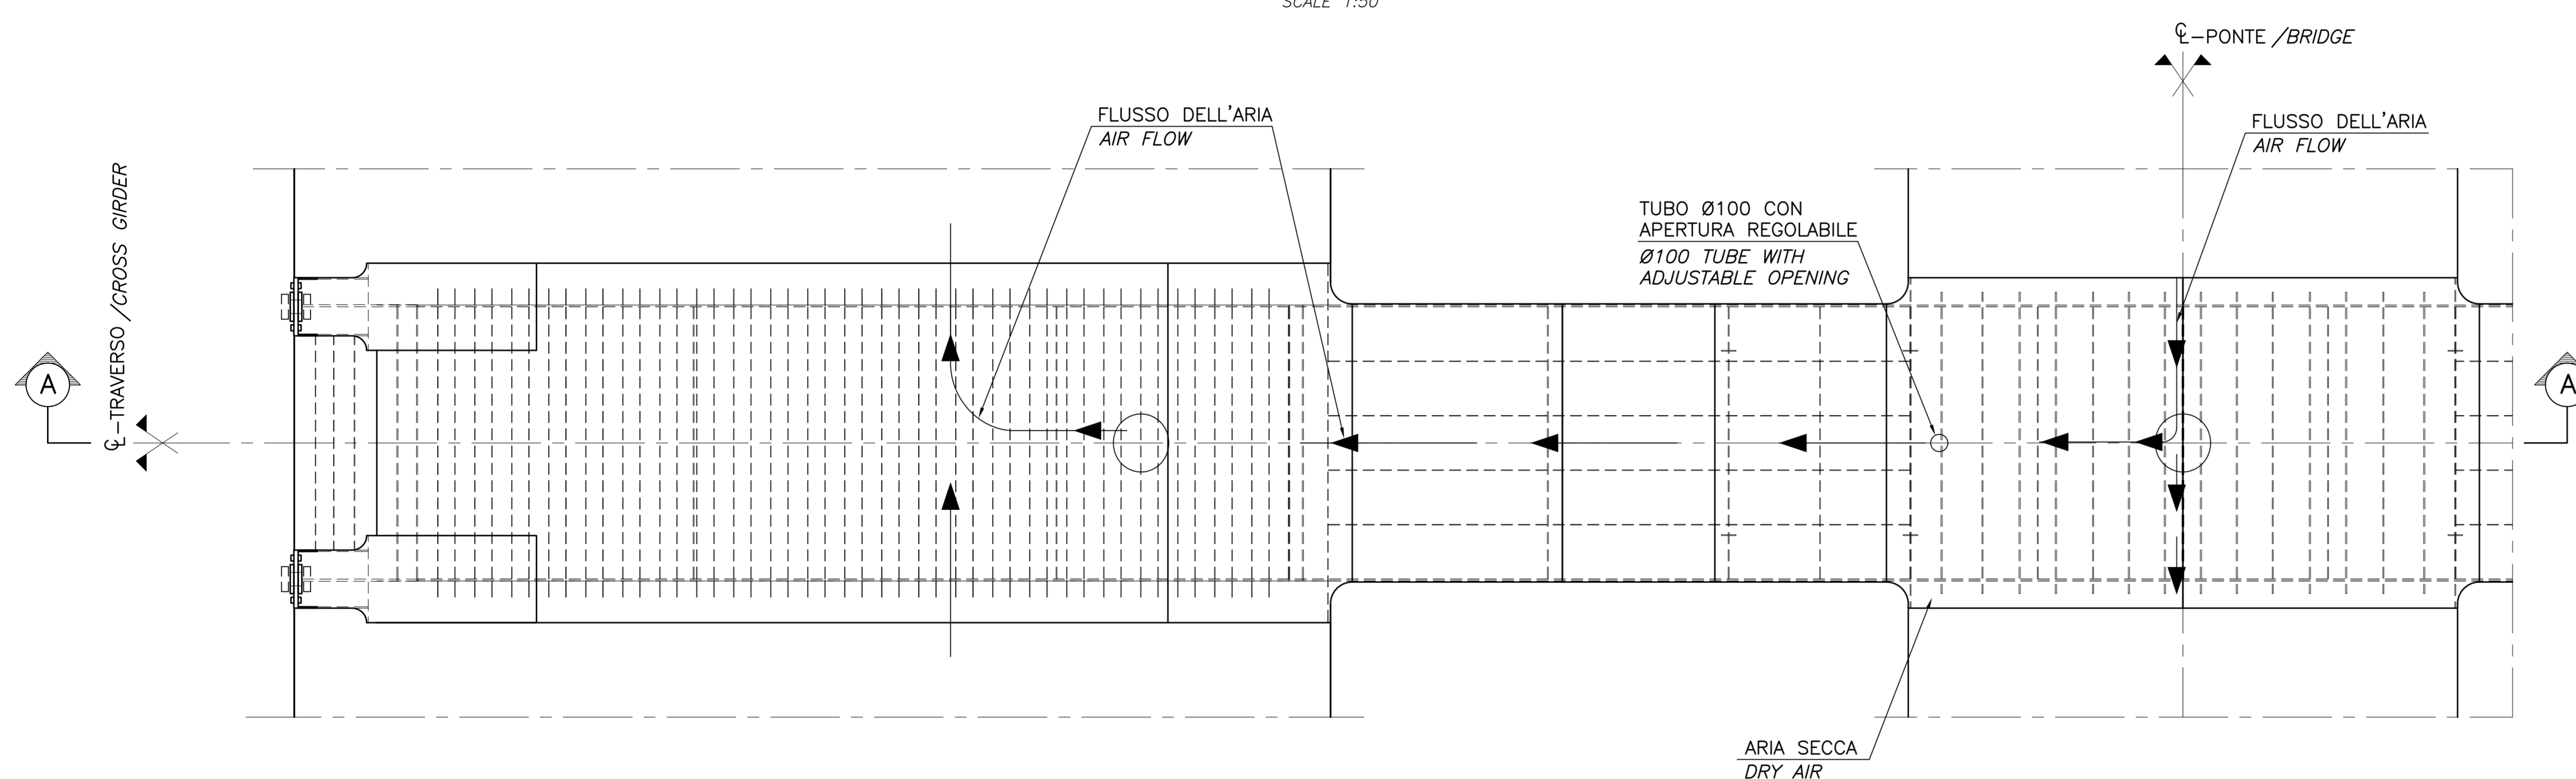 SCALE 1:50
℄-PONTE /BRIDGE
FLUSSO DELL'ARIA
AIR FLOW
FLUSSO DELL'ARIA
AIR FLOW
TUBO Ø100 CON
APERTURA REGOLABILE
Ø100 TUBE WITH
ADJUSTABLE OPENING
℄-TRAVERSO /CROSS GIRDER
A
A
ARIA SECCA
DRY AIR